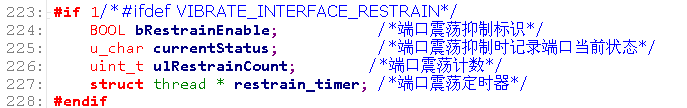 223: #if 1/*#ifdef VIBRATE_INTERFACE_RESTRAIN*/
224: BOOL bRestrainEnable; /*端口震荡抑制标识*/
225: u_char currentStatus; /*端口震荡抑制时记录端口当前状态*/
226: uint_t ulRestrainCount; /*端口震荡计数*/
227: struct thread * restrain_timer; /*端口震荡定时器*/
228: #endif